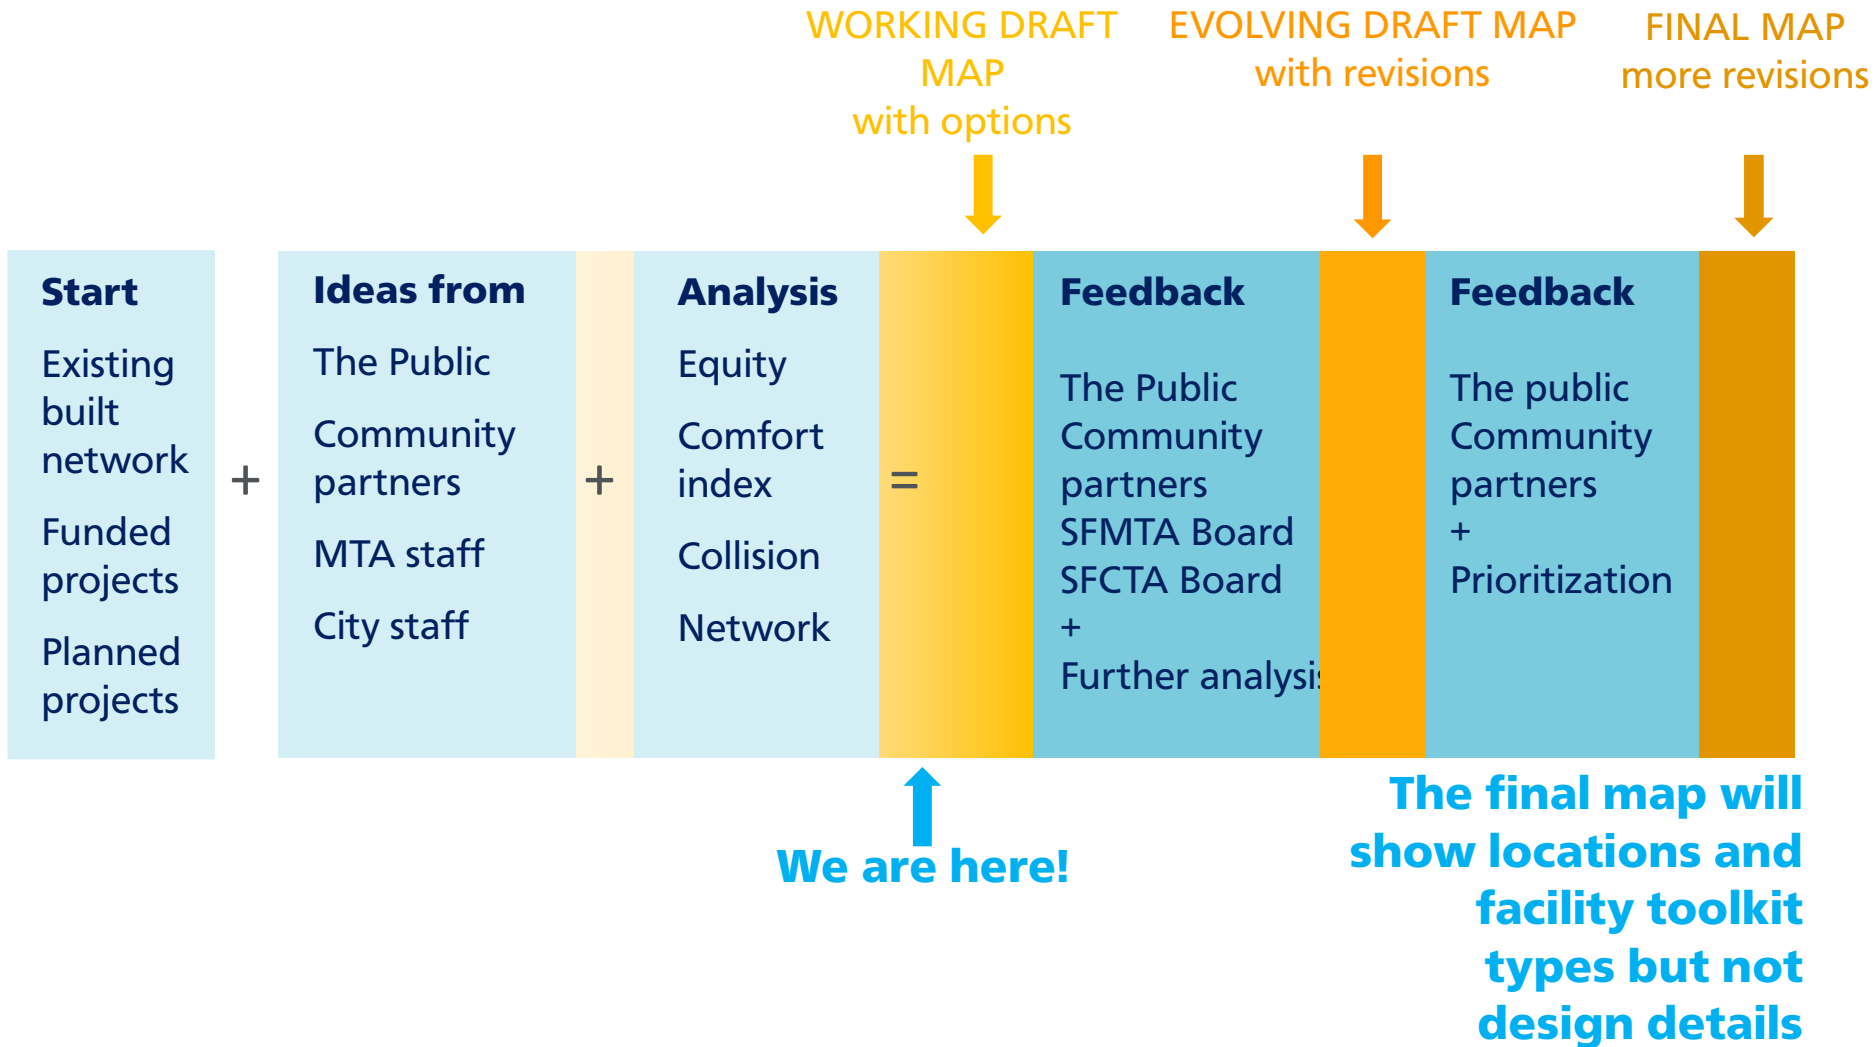 WORKING DRAFT
MAP
with options
EVOLVING DRAFT MAP
with revisions
FINAL MAP
more revisions
Start
Existing
built
network
Funded
projects
Planned
projects
+
Ideas from
The Public
Community
partners
MTA staff
City staff
+
Analysis
Equity
Comfort
index
Collision
Network
=
Feedback
The Public
Community
partners
SFMTA Board
SFCTA Board
+
Further analysis
Feedback
The public
Community
partners
+
Prioritization
We are here!
The final map will
show locations and
facility toolkit
types but not
design details